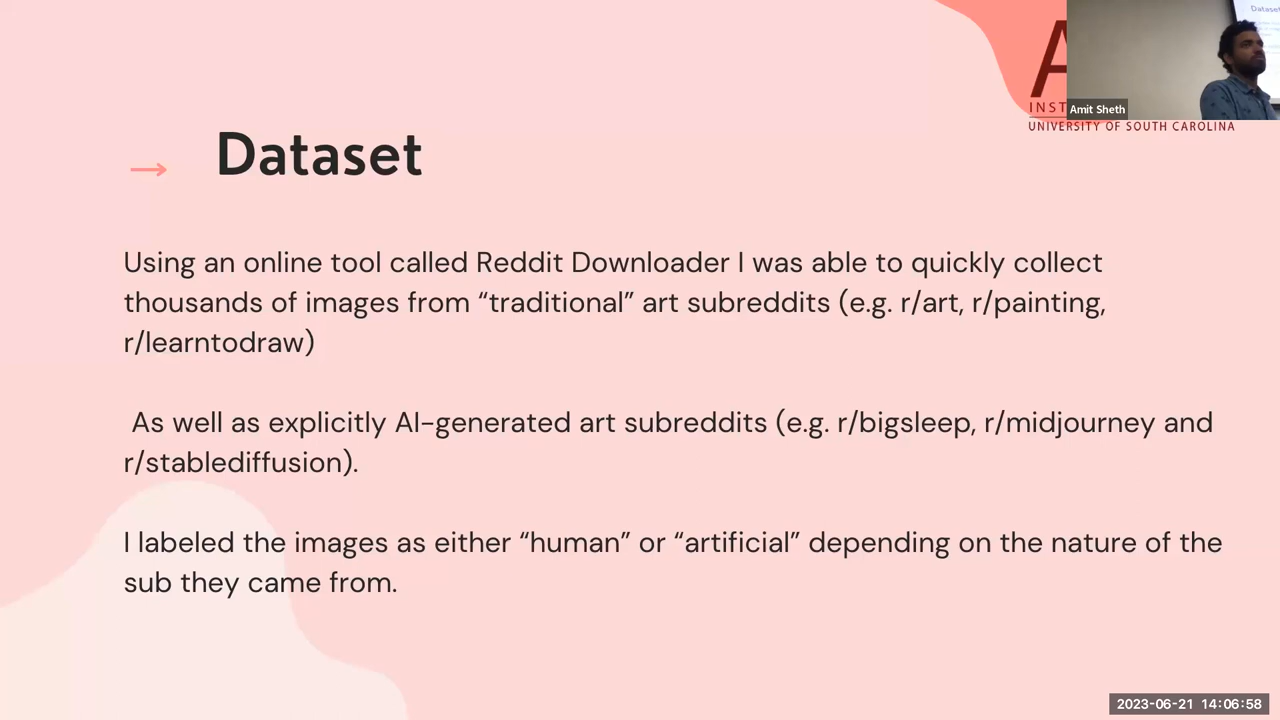 Dataset
INST
Amit Sheth
UNIVERSITY OF SOUTH CAROLINA
Dataset
Using an online tool called Reddit Downloader I was able to quickly collect
thousands of images from “traditional” art subreddits (e.g. r/art, r/painting,
r/learntodraw)
As well as explicitly AI-generated art subreddits (e.g. r/bigsleep, r/midjourney and
r/stablediffusion).
I labeled the images as either “human” or “artificial” depending on the nature of the
sub they came from.
2023-06-21 14:06:58